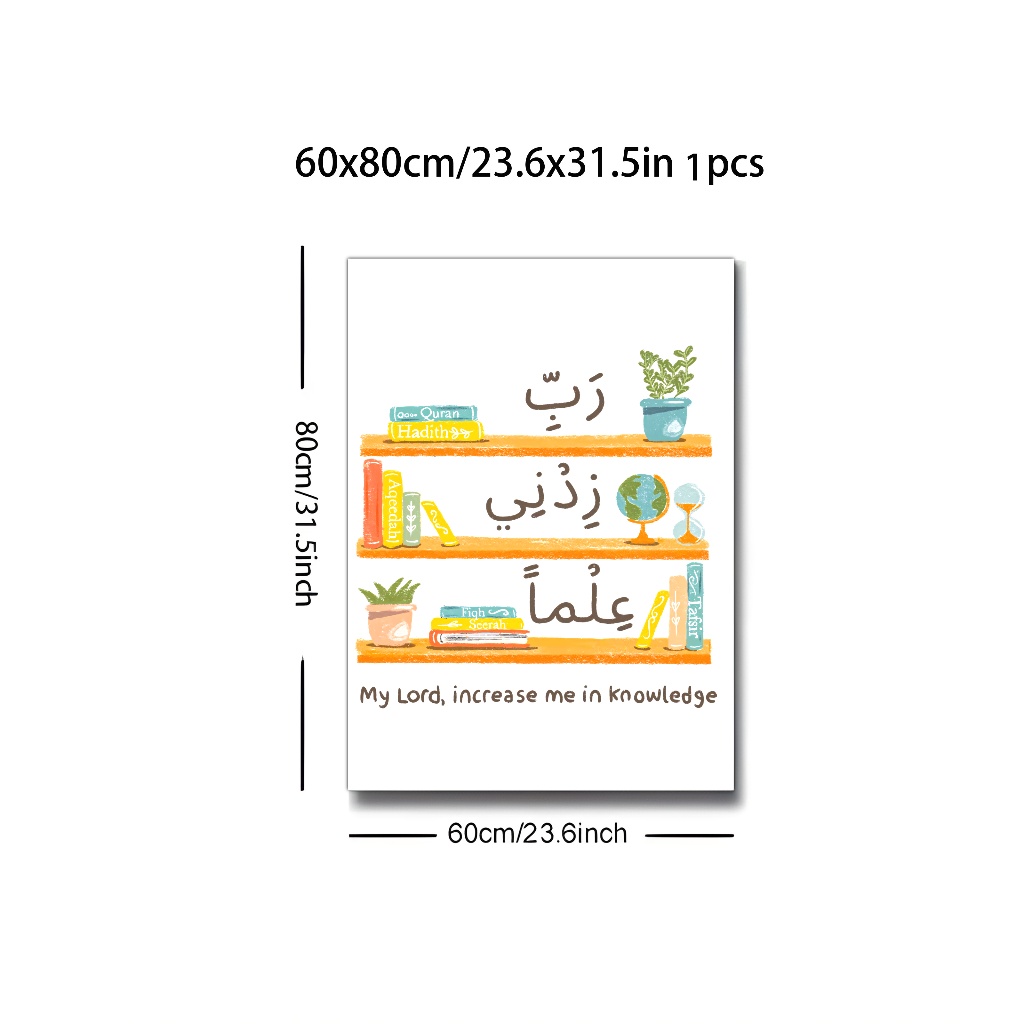 60x80cm/23.6x31.5in 1pcs
80cm/31.5inch
رَبِّ
Quran
Hadith
زِدْنِي
Aqeedah
عِلْماً
Fiqh
Seerah
Tafsir
My Lord, increase me in knowledge
60cm/23.6inch